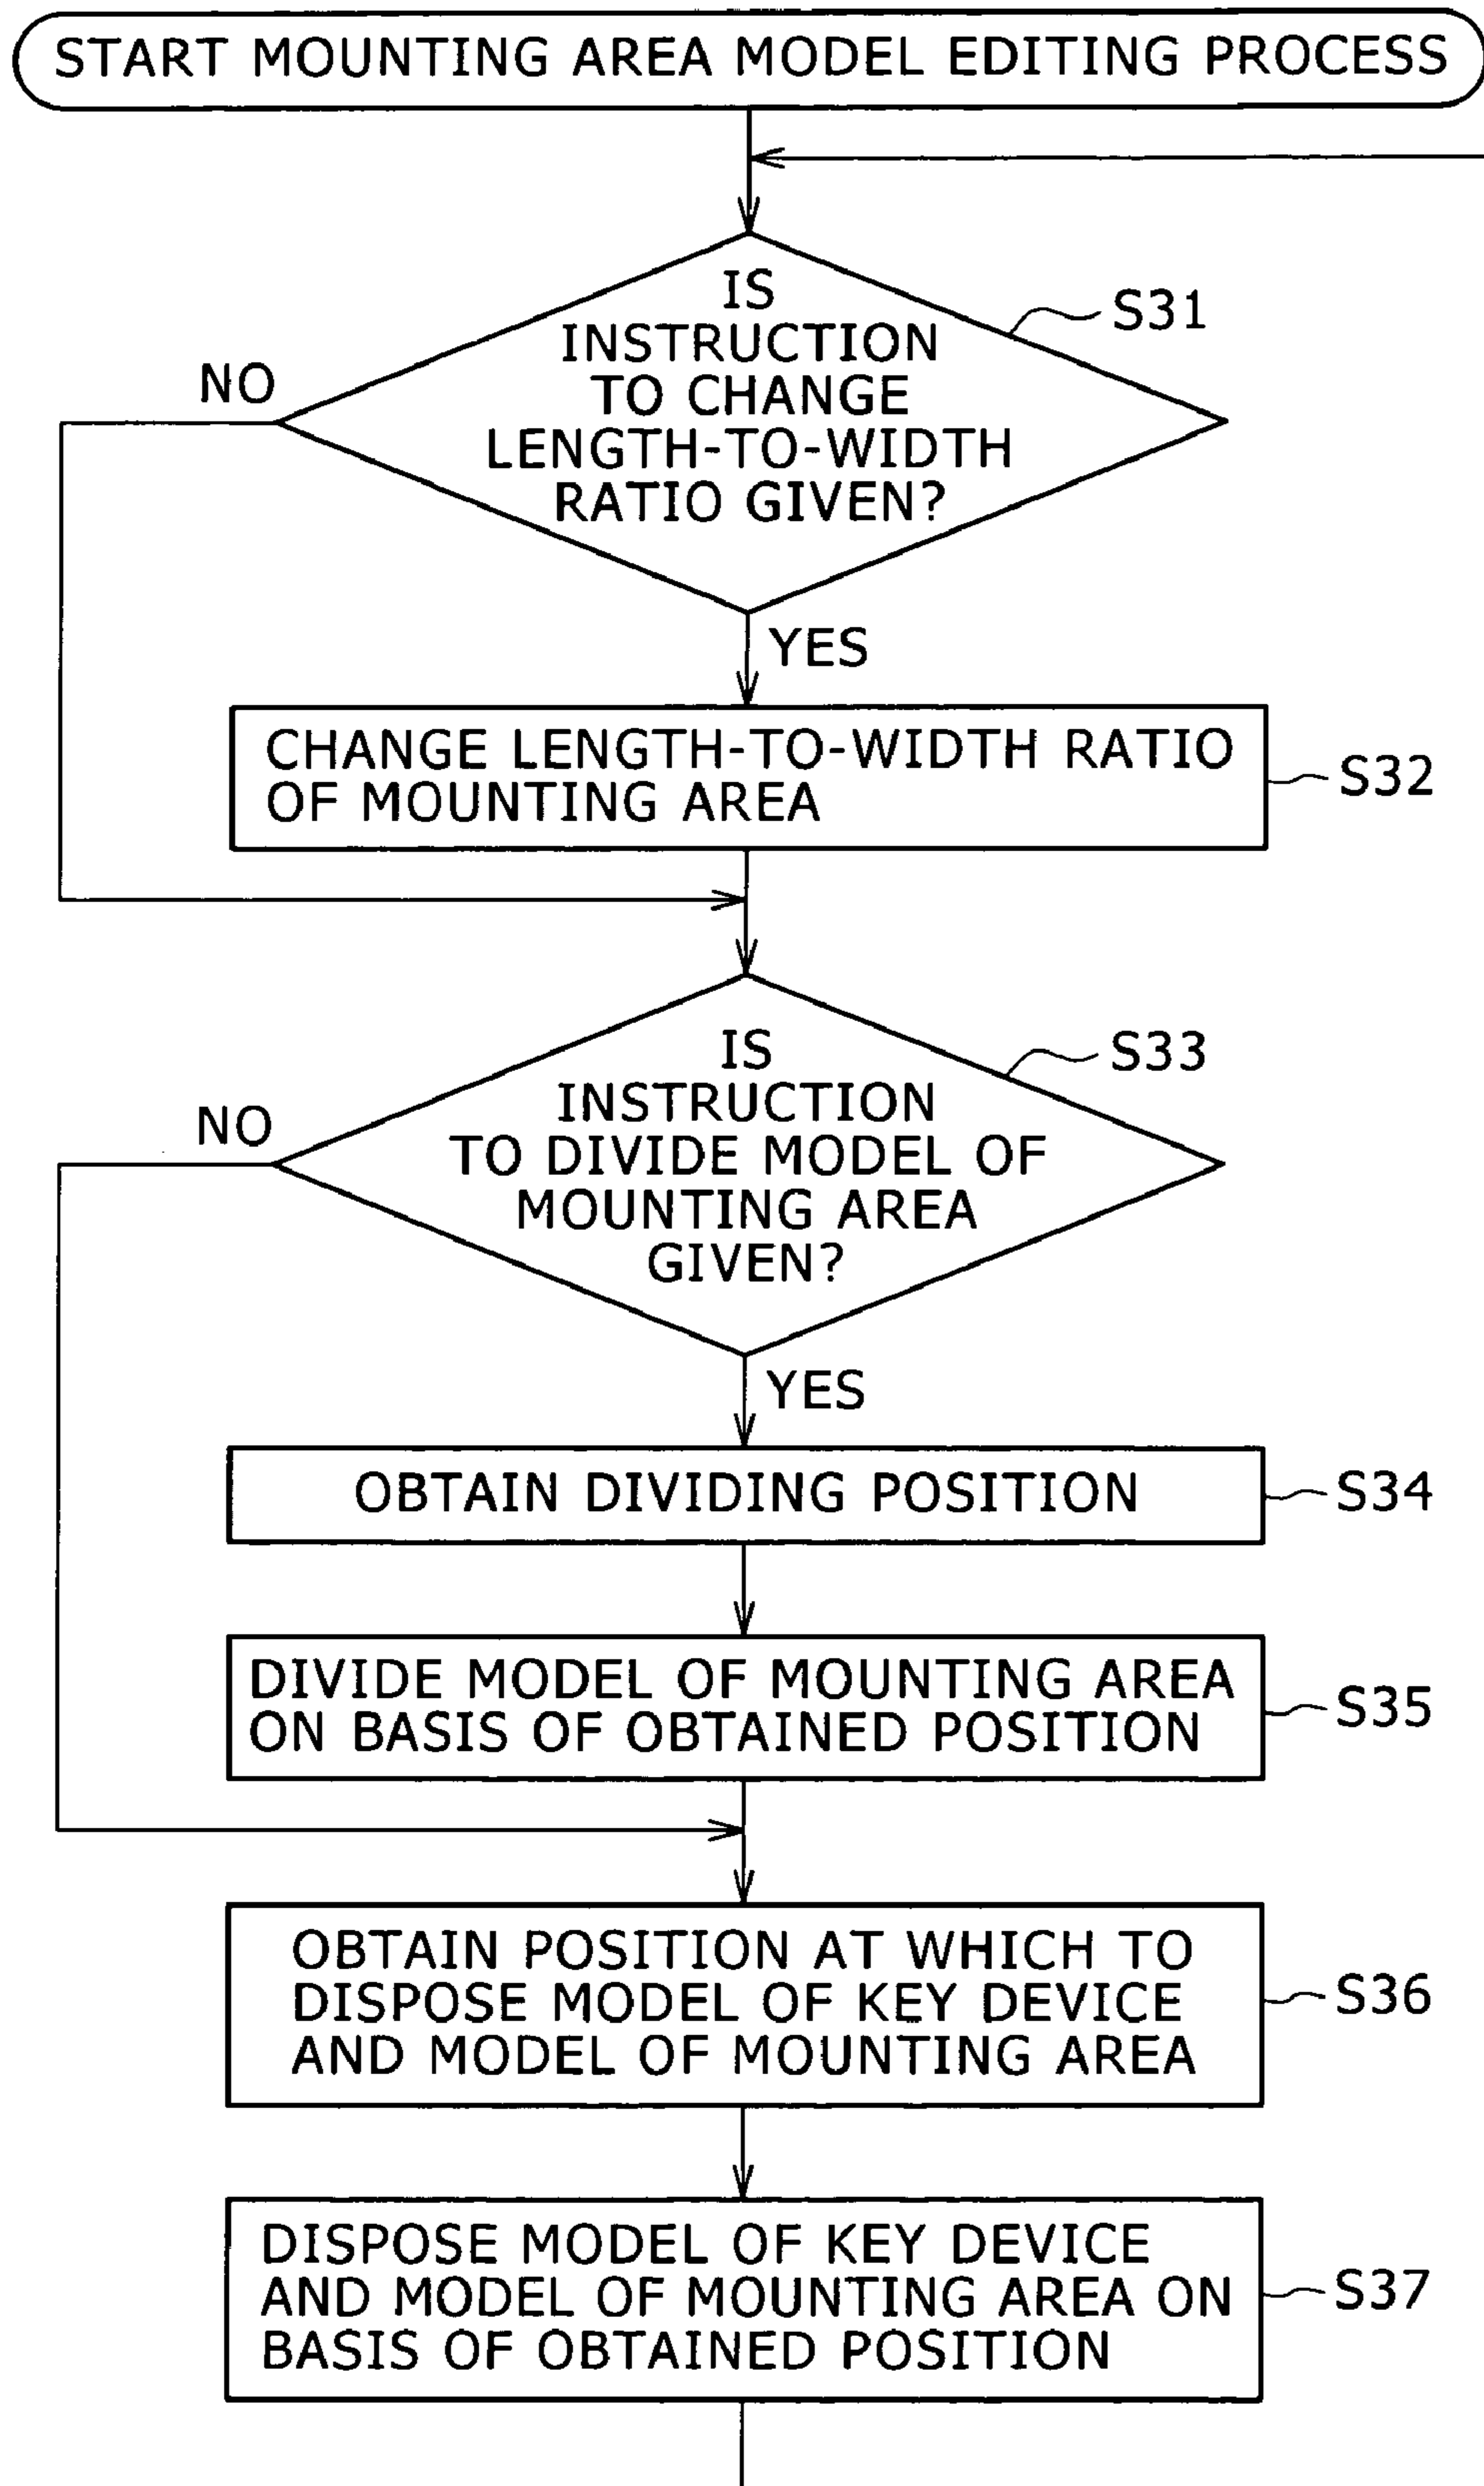 START MOUNTING AREA MODEL EDITING PROCESS
IS
INSTRUCTION
TO CHANGE
LENGTH-TO-WIDTH
RATIO GIVEN?
S31
NO
YES
CHANGE LENGTH-TO-WIDTH RATIO
OF MOUNTING AREA
S32
IS
INSTRUCTION
TO DIVIDE MODEL OF
MOUNTING AREA
GIVEN?
S33
NO
YES
OBTAIN DIVIDING POSITION
S34
DIVIDE MODEL OF MOUNTING AREA
ON BASIS OF OBTAINED POSITION
S35
OBTAIN POSITION AT WHICH TO
DISPOSE MODEL OF KEY DEVICE
AND MODEL OF MOUNTING AREA
S36
DISPOSE MODEL OF KEY DEVICE
AND MODEL OF MOUNTING AREA ON
BASIS OF OBTAINED POSITION
S37